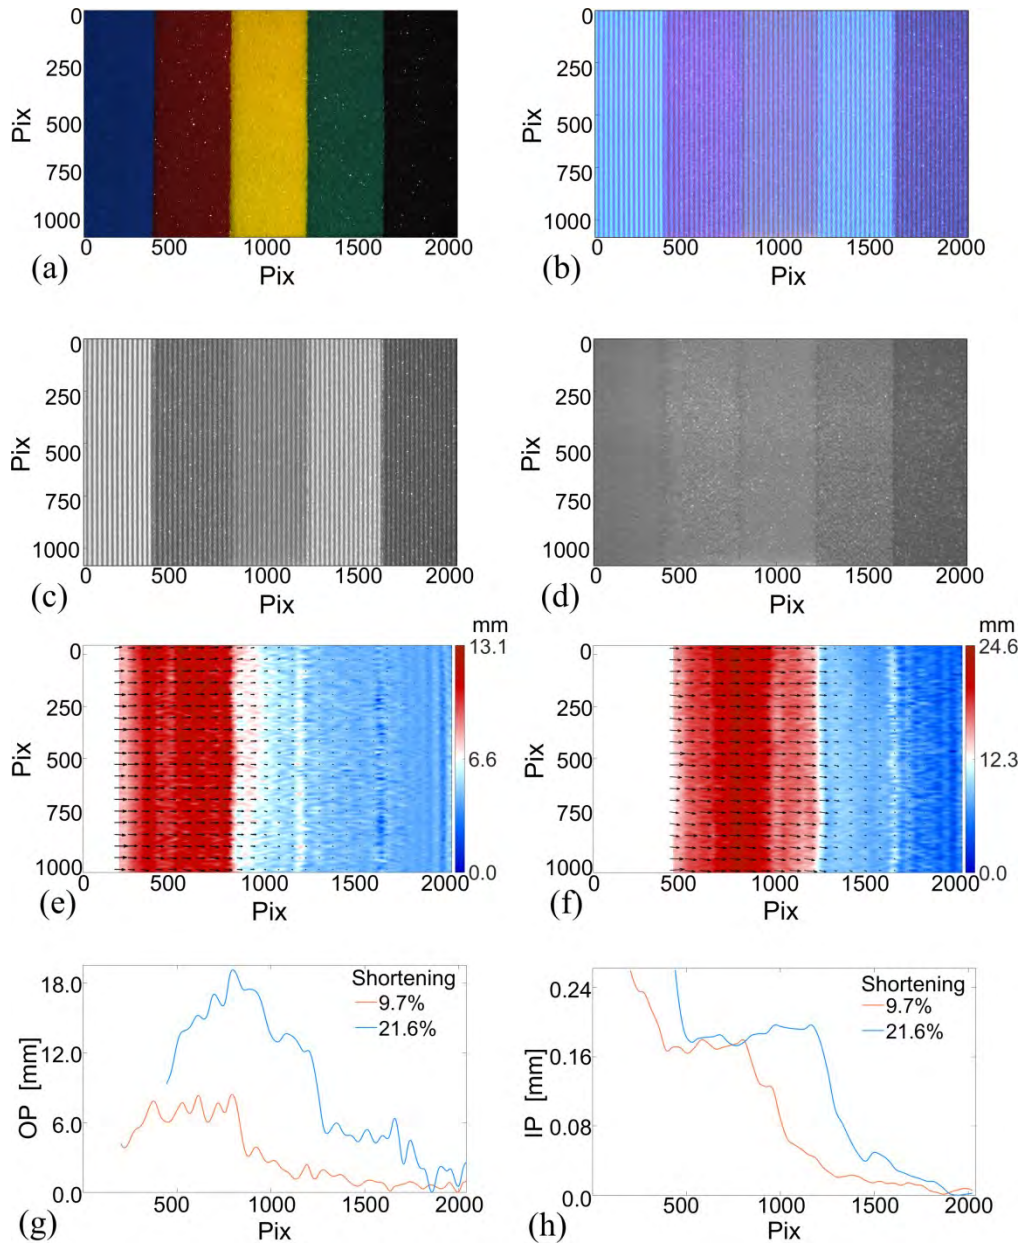 0
250
500
750
1000
Pix
0 500 1000 1500 2000
Pix
(a)
0
250
500
750
1000
Pix
0 500 1000 1500 2000
Pix
(b)
0
250
500
750
1000
Pix
0 500 1000 1500 2000
Pix
(c)
0
250
500
750
1000
Pix
0 500 1000 1500 2000
Pix
(d)
mm
0
250
500
750
1000
Pix
0 500 1000 1500 2000
Pix
13.1
6.6
0.0
(e)
mm
0
250
500
750
1000
Pix
0 500 1000 1500 2000
Pix
24.6
12.3
0.0
(f)
18.0
12.0
6.0
0.0
OP [mm]
Shortening
9.7%
21.6%
500 1000 1500 2000
Pix
(g)
0.24
0.16
0.08
0.0
IP [mm]
Shortening
9.7%
21.6%
500 1000 1500 2000
Pix
(h)